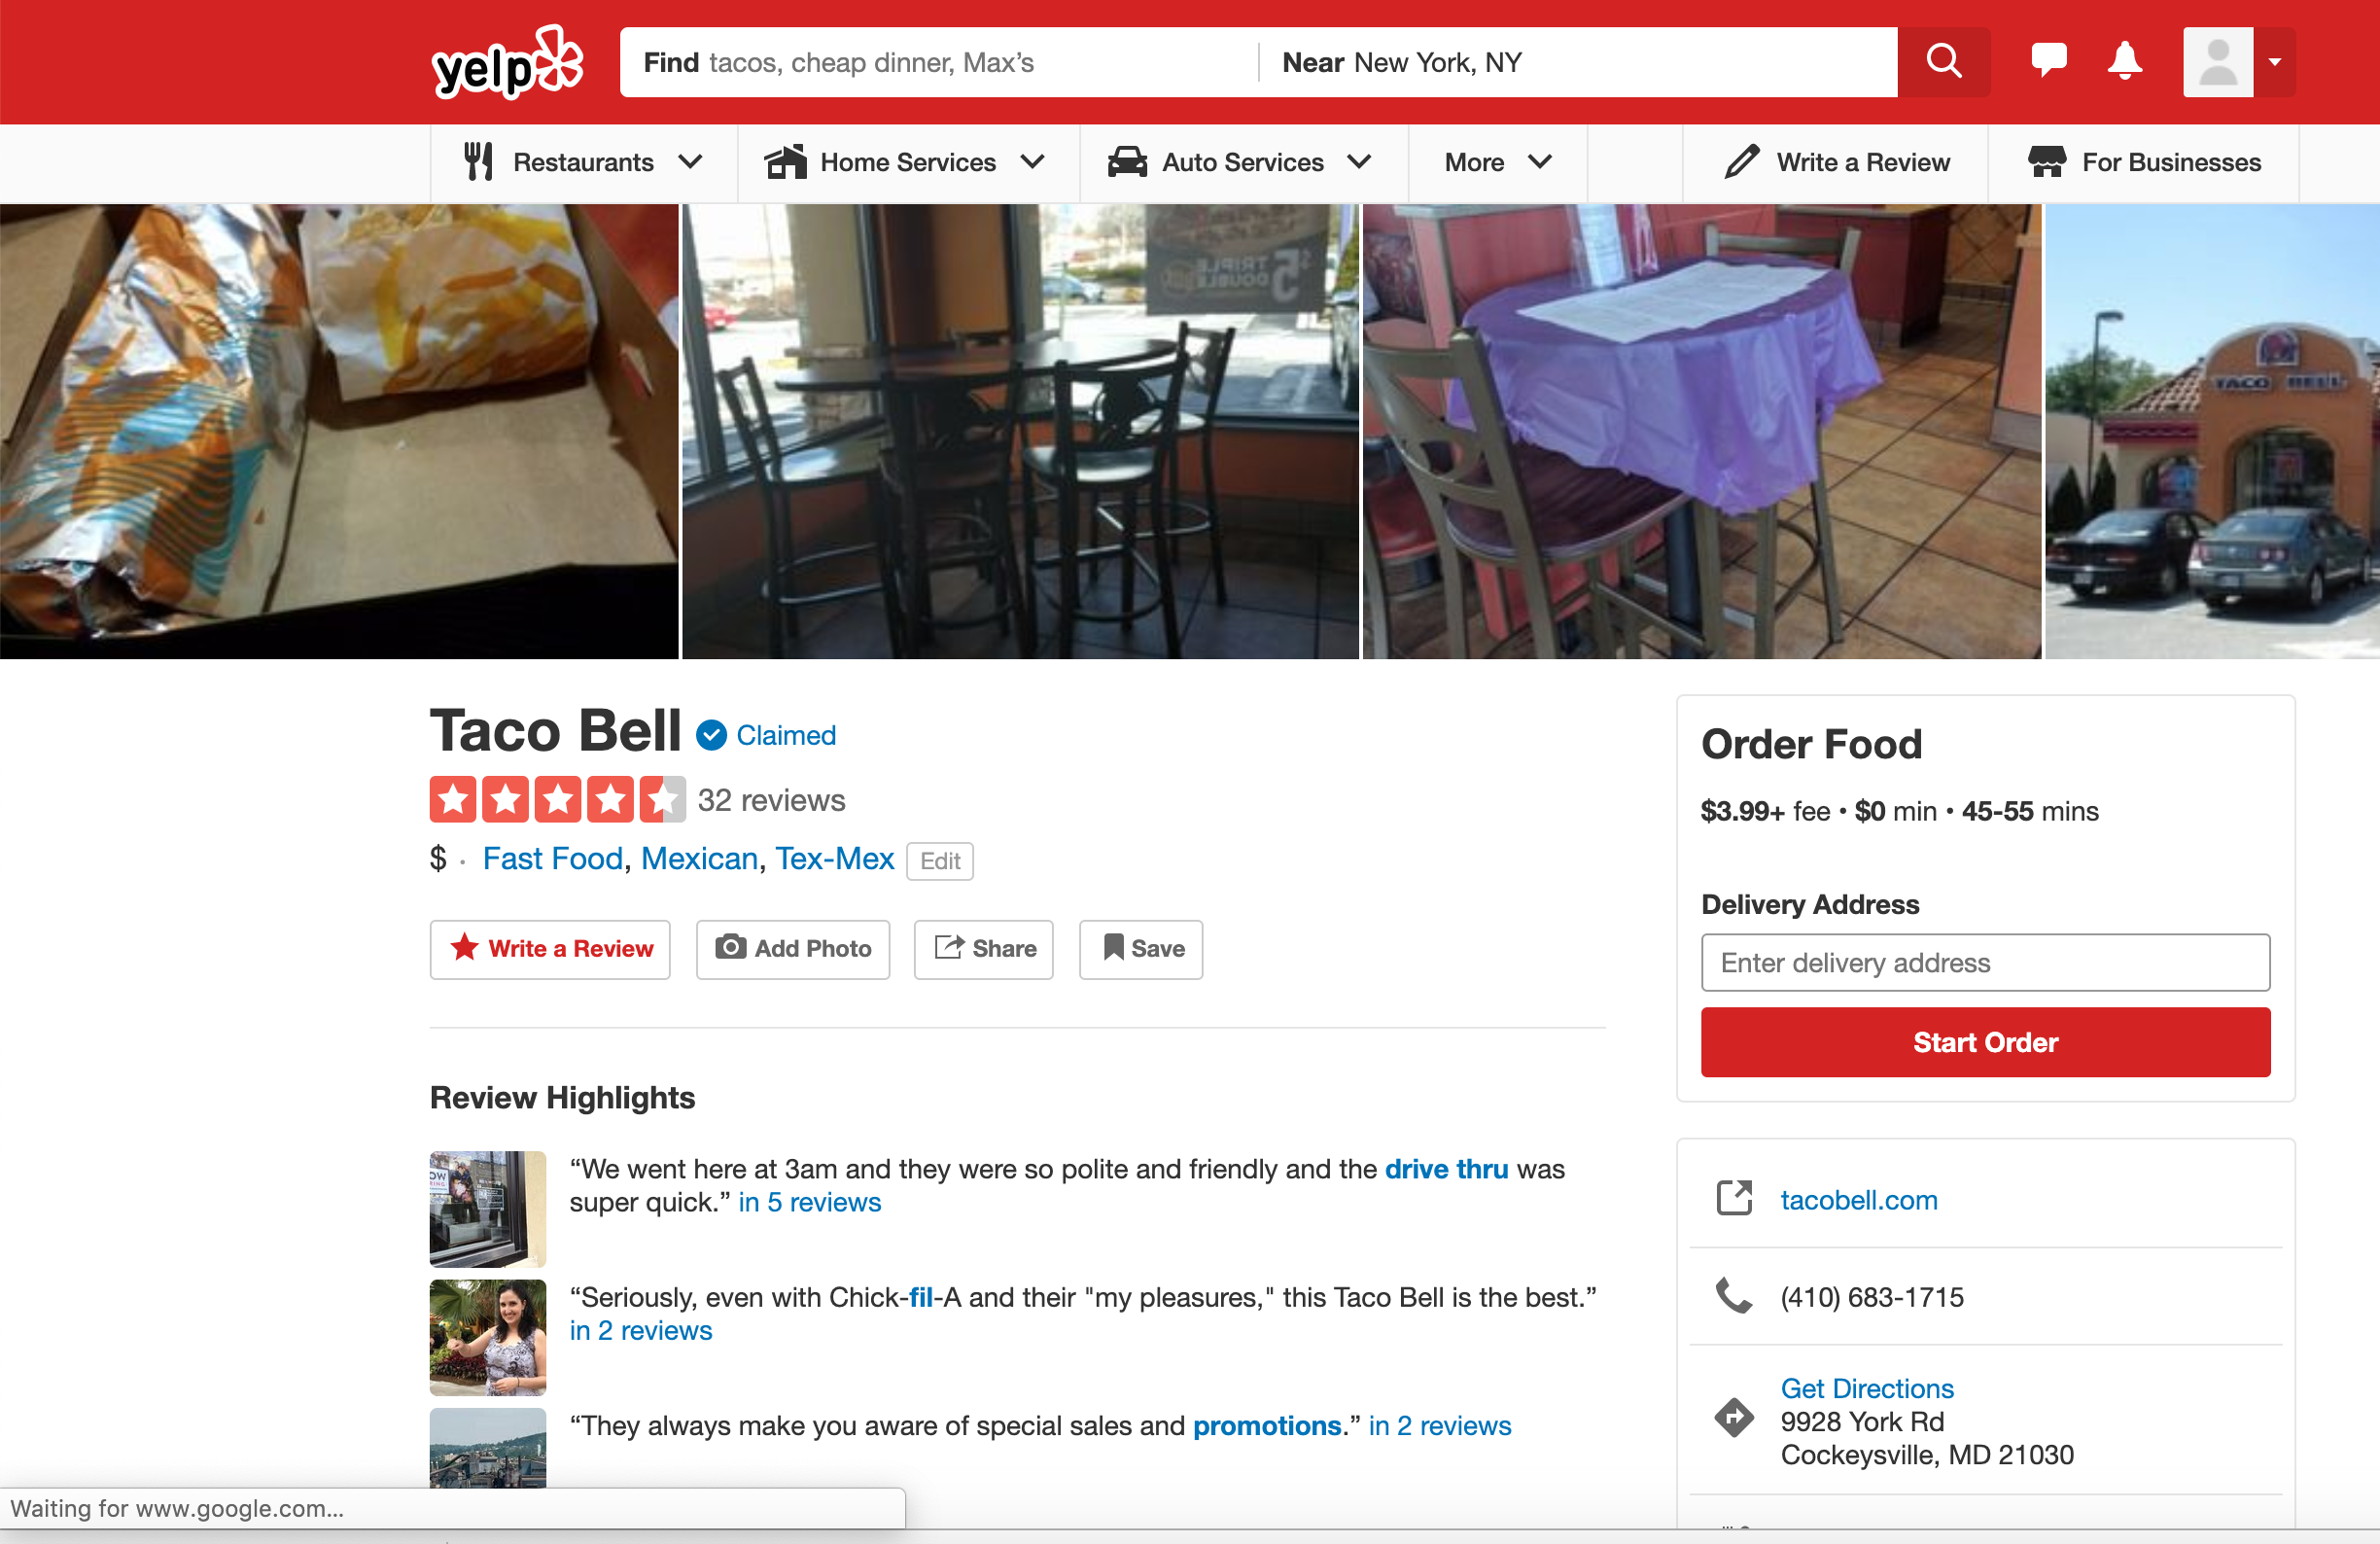 yelp
Find tacos, cheap dinner, Max's
Near New York, NY
Restaurants
Home Services
Auto Services
More
Write a Review
For Businesses
$5 TRIPLE DOUBLE
TACO BELL
Taco Bell
Claimed
32 reviews
$ · Fast Food, Mexican, Tex-Mex Edit
Write a Review
Add Photo
Share
Save
Review Highlights
“We went here at 3am and they were so polite and friendly and the drive thru was
super quick.” in 5 reviews
“Seriously, even with Chick-fil-A and their "my pleasures," this Taco Bell is the best.”
in 2 reviews
“They always make you aware of special sales and promotions.” in 2 reviews
Order Food
$3.99+ fee • $0 min • 45-55 mins
Delivery Address
Enter delivery address
Start Order
tacobell.com
(410) 683-1715
Get Directions
9928 York Rd
Cockeysville, MD 21030
Waiting for www.google.com...